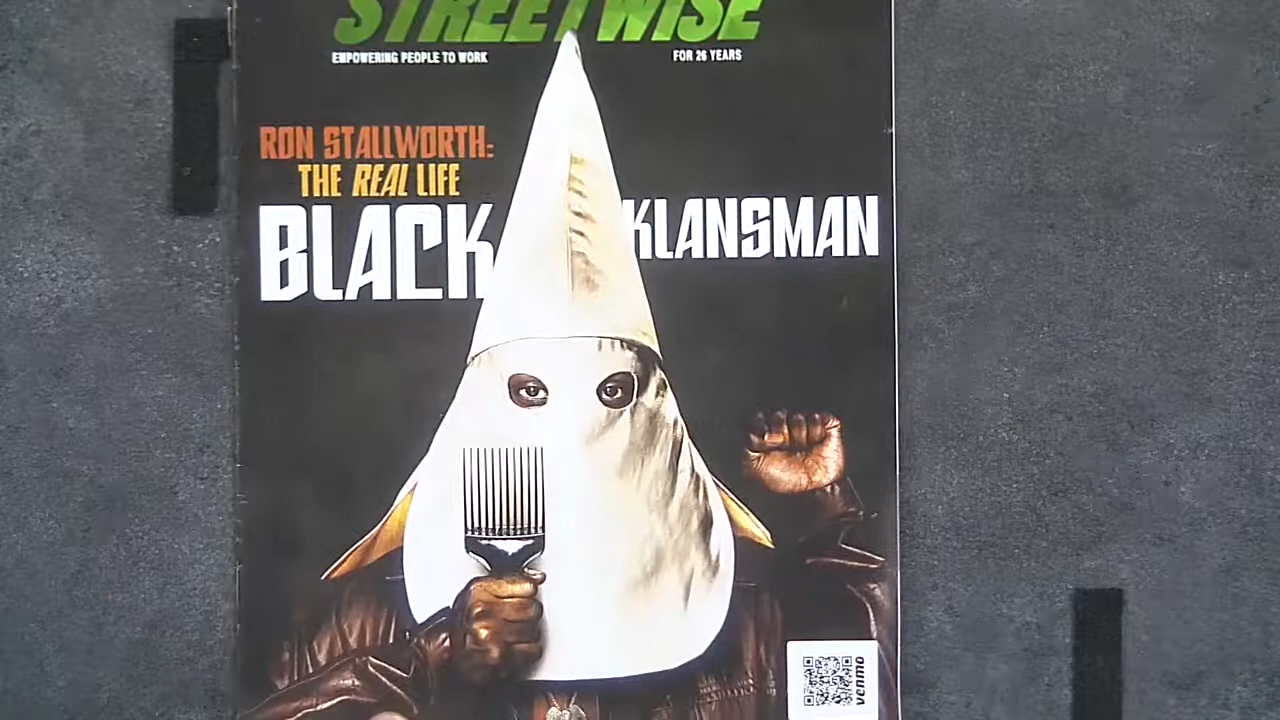 STREETWISE
EMPOWERING PEOPLE TO WORK
FOR 26 YEARS
RON STALLWORTH:
THE REAL LIFE
BLACK KLANSMAN
venmo